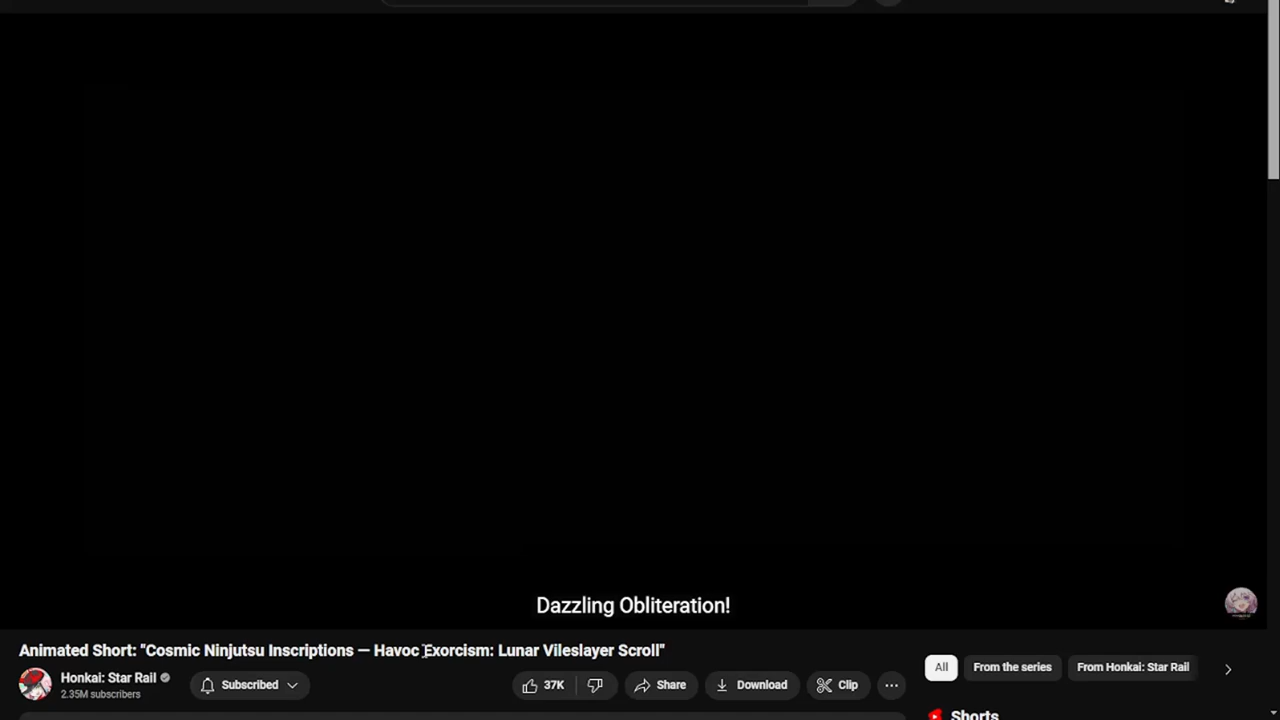 Dazzling Obliteration!
Animated Short: "Cosmic Ninjutsu Inscriptions — Havoc Exorcism: Lunar Vileslayer Scroll"
Honkai: Star Rail
2.35M subscribers
Subscribed
37K
Share
Download
Clip
All
From the series
From Honkai: Star Rail
Shorts